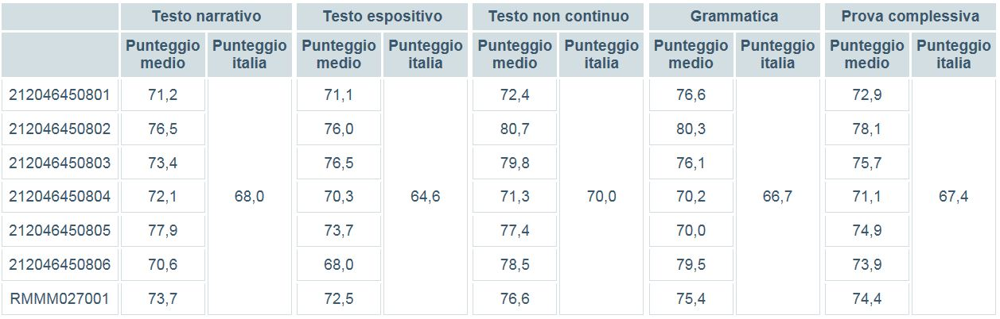 Testo narrativo Testo espositivo Testo non continuo Grammatica Prova complessiva
Punteggio medio Punteggio italia Punteggio medio Punteggio italia Punteggio medio Punteggio italia Punteggio medio Punteggio italia Punteggio medio Punteggio italia
212046450801 71,2 71,1 72,4 76,6 72,9
212046450802 76,5 76,0 80,7 80,3 78,1
212046450803 73,4 76,5 79,8 76,1 75,7
212046450804 72,1 68,0 70,3 64,6 71,3 70,0 70,2 66,7 71,1 67,4
212046450805 77,9 73,7 77,4 70,0 74,9
212046450806 70,6 68,0 78,5 79,5 73,9
RMMM027001 73,7 72,5 76,6 75,4 74,4